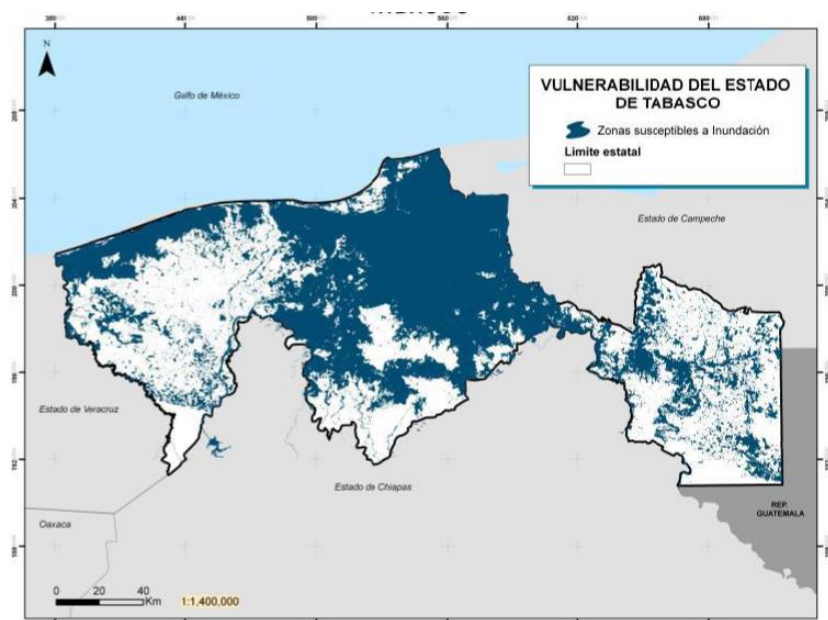 N
Golfo de México
VULNERABILIDAD DEL ESTADO
DE TABASCO
Zonas susceptibles a Inundación
Limite estatal
Estado de Campeche
Estado de Veracruz
Estado de Chiapas
Oaxaca
REP.
GUATEMALA
0 20 40
Km
1:1,400,000